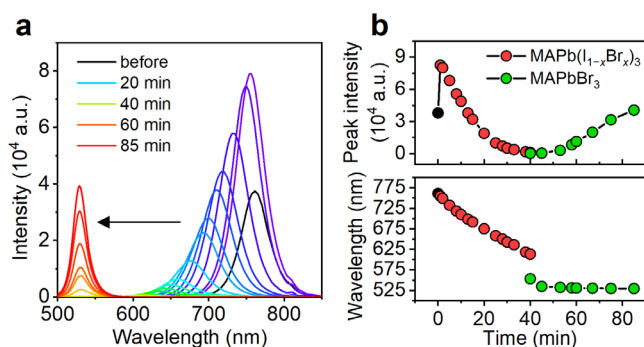 a
before
20 min
40 min
60 min
85 min
Intensity (10⁴ a.u.)
8
6
4
2
0
500 600 700 800
Wavelength (nm)
b
MAPb(I₁₋ₓBrₓ)₃
MAPbBr₃
Peak intensity
(10⁴ a.u.)
9
6
3
0
Wavelength (nm)
775
725
675
625
575
525
0 20 40 60 80
Time (min)